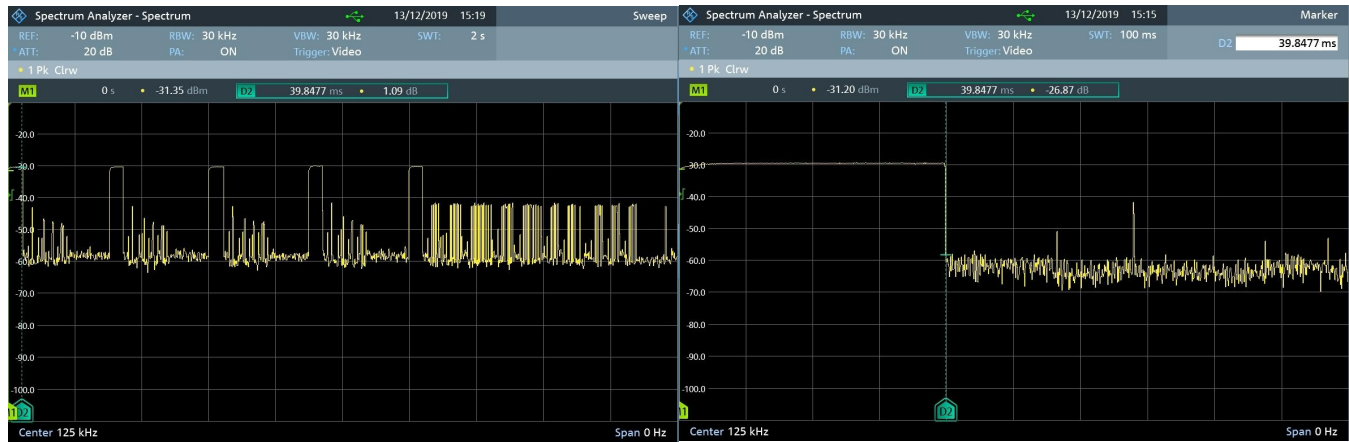 Spectrum Analyzer - Spectrum 13/12/2019 15:19 Sweep
REF: -10 dBm RBW: 30 kHz VBW: 30 kHz SWT: 2 s
ATT: 20 dB PA: ON Trigger: Video
1 Pk Clrw
M1 0 s -31.35 dBm D2 39.8477 ms 1.09 dB
-20.0
-30.0
-40.0
-50.0
-60.0
-70.0
-80.0
-90.0
-100.0
D2
Center 125 kHz Span 0 Hz
Spectrum Analyzer - Spectrum 13/12/2019 15:15 Marker
REF: -10 dBm RBW: 30 kHz VBW: 30 kHz SWT: 100 ms D2 39.8477 ms
ATT: 20 dB PA: ON Trigger: Video
1 Pk Clrw
M1 0 s -31.20 dBm D2 39.8477 ms -26.87 dB
-20.0
-30.0
-40.0
-50.0
-60.0
-70.0
-80.0
-90.0
-100.0
D2
Center 125 kHz Span 0 Hz